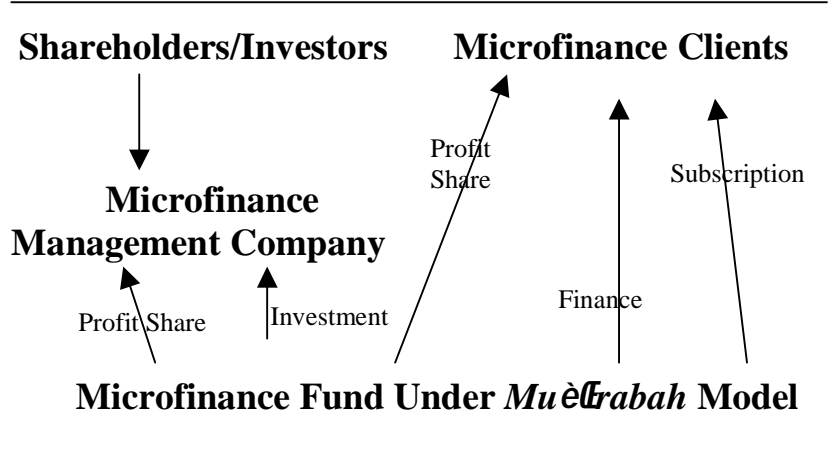 Shareholders/Investors
Microfinance Clients
Profit
Share
Subscription
Microfinance
Management Company
Finance
Profit Share
Investment
Microfinance Fund Under Model